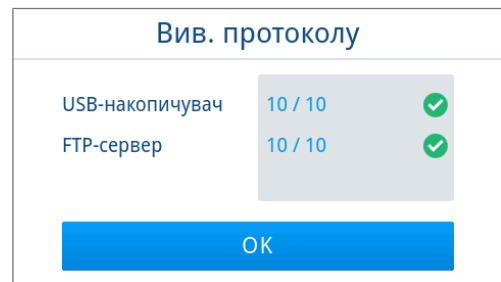 Вив. протоколу
USB-накопичувач 10 / 10
FTP-сервер 10 / 10
OK